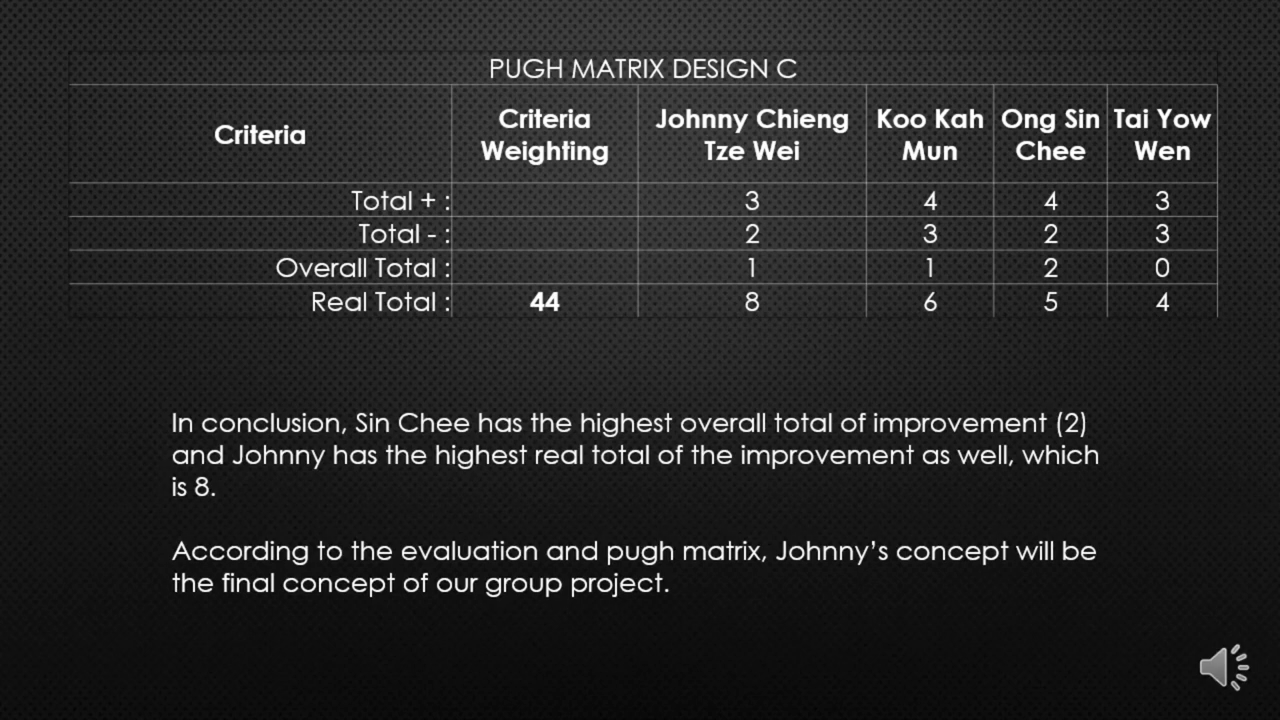 PUGH MATRIX DESIGN C
Criteria Criteria Weighting Johnny Chieng Tze Wei Koo Kah Mun Ong Sin Chee Tai Yow Wen
Total + : 3 4 4 3
Total - : 2 3 2 3
Overall Total : 1 1 2 0
Real Total : 44 8 6 5 4
In conclusion, Sin Chee has the highest overall total of improvement (2)
and Johnny has the highest real total of the improvement as well, which
is 8.
According to the evaluation and pugh matrix, Johnny’s concept will be
the final concept of our group project.